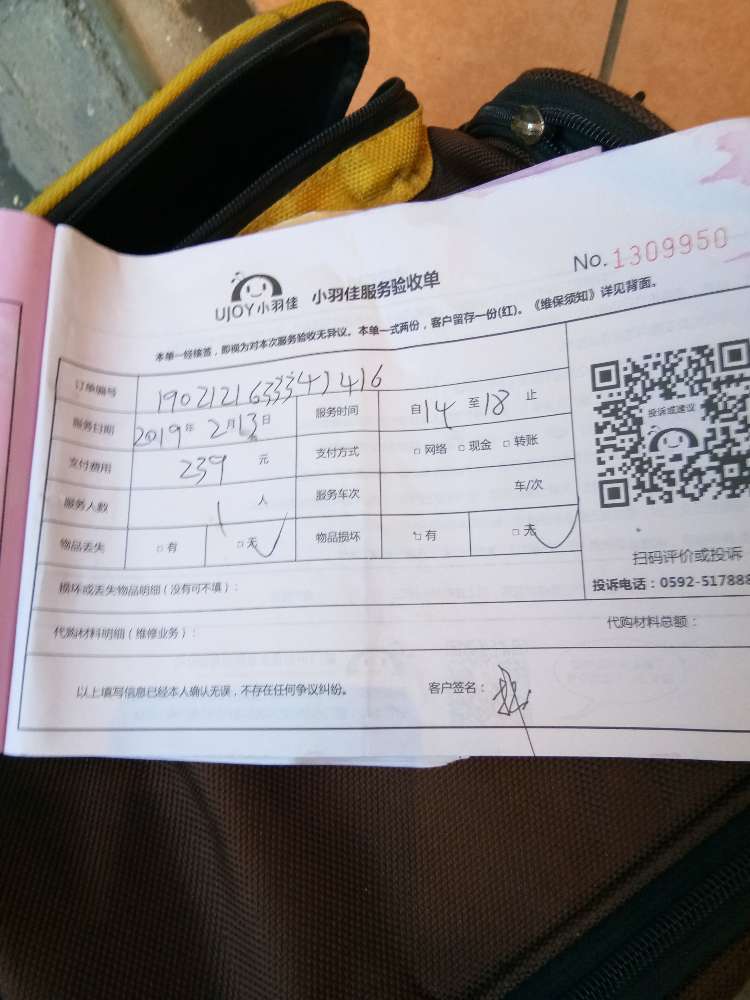 No.1309950
UJOY小羽佳 小羽佳服务验收单
本单一经核签，即视为对本次服务验收无异议。本单一式两份，客户留存一份(红)。《维保须知》详见背面。
订单编号
服务日期 2019年 2月13日 服务时间 自14至18止
支付费用 239元 支付方式 □网络 □现金 □转账
服务人数 1人 服务车次 车/次
物品丢失 □有 □无 物品损坏 □有 □无
投诉或建议
扫码评价或投诉
投诉电话：0592-517888
损坏或丢失物品明细（没有可不填）：
代购材料明细（维修业务）： 代购材料总额：
以上填写信息已经本人确认无误，不存在任何争议纠纷。 客户签名：